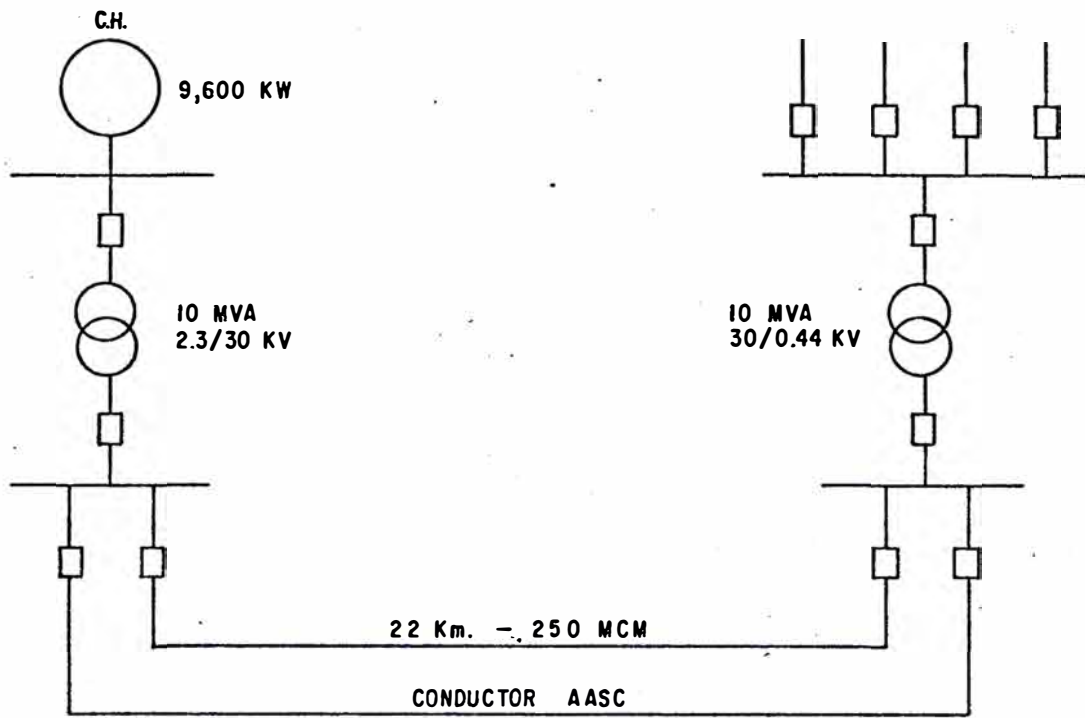 C.H.
9,600 KW
10 MVA
2.3/30 KV
10 MVA
30/0.44 KV
22 Km. - 250 MCM
CONDUCTOR AASC